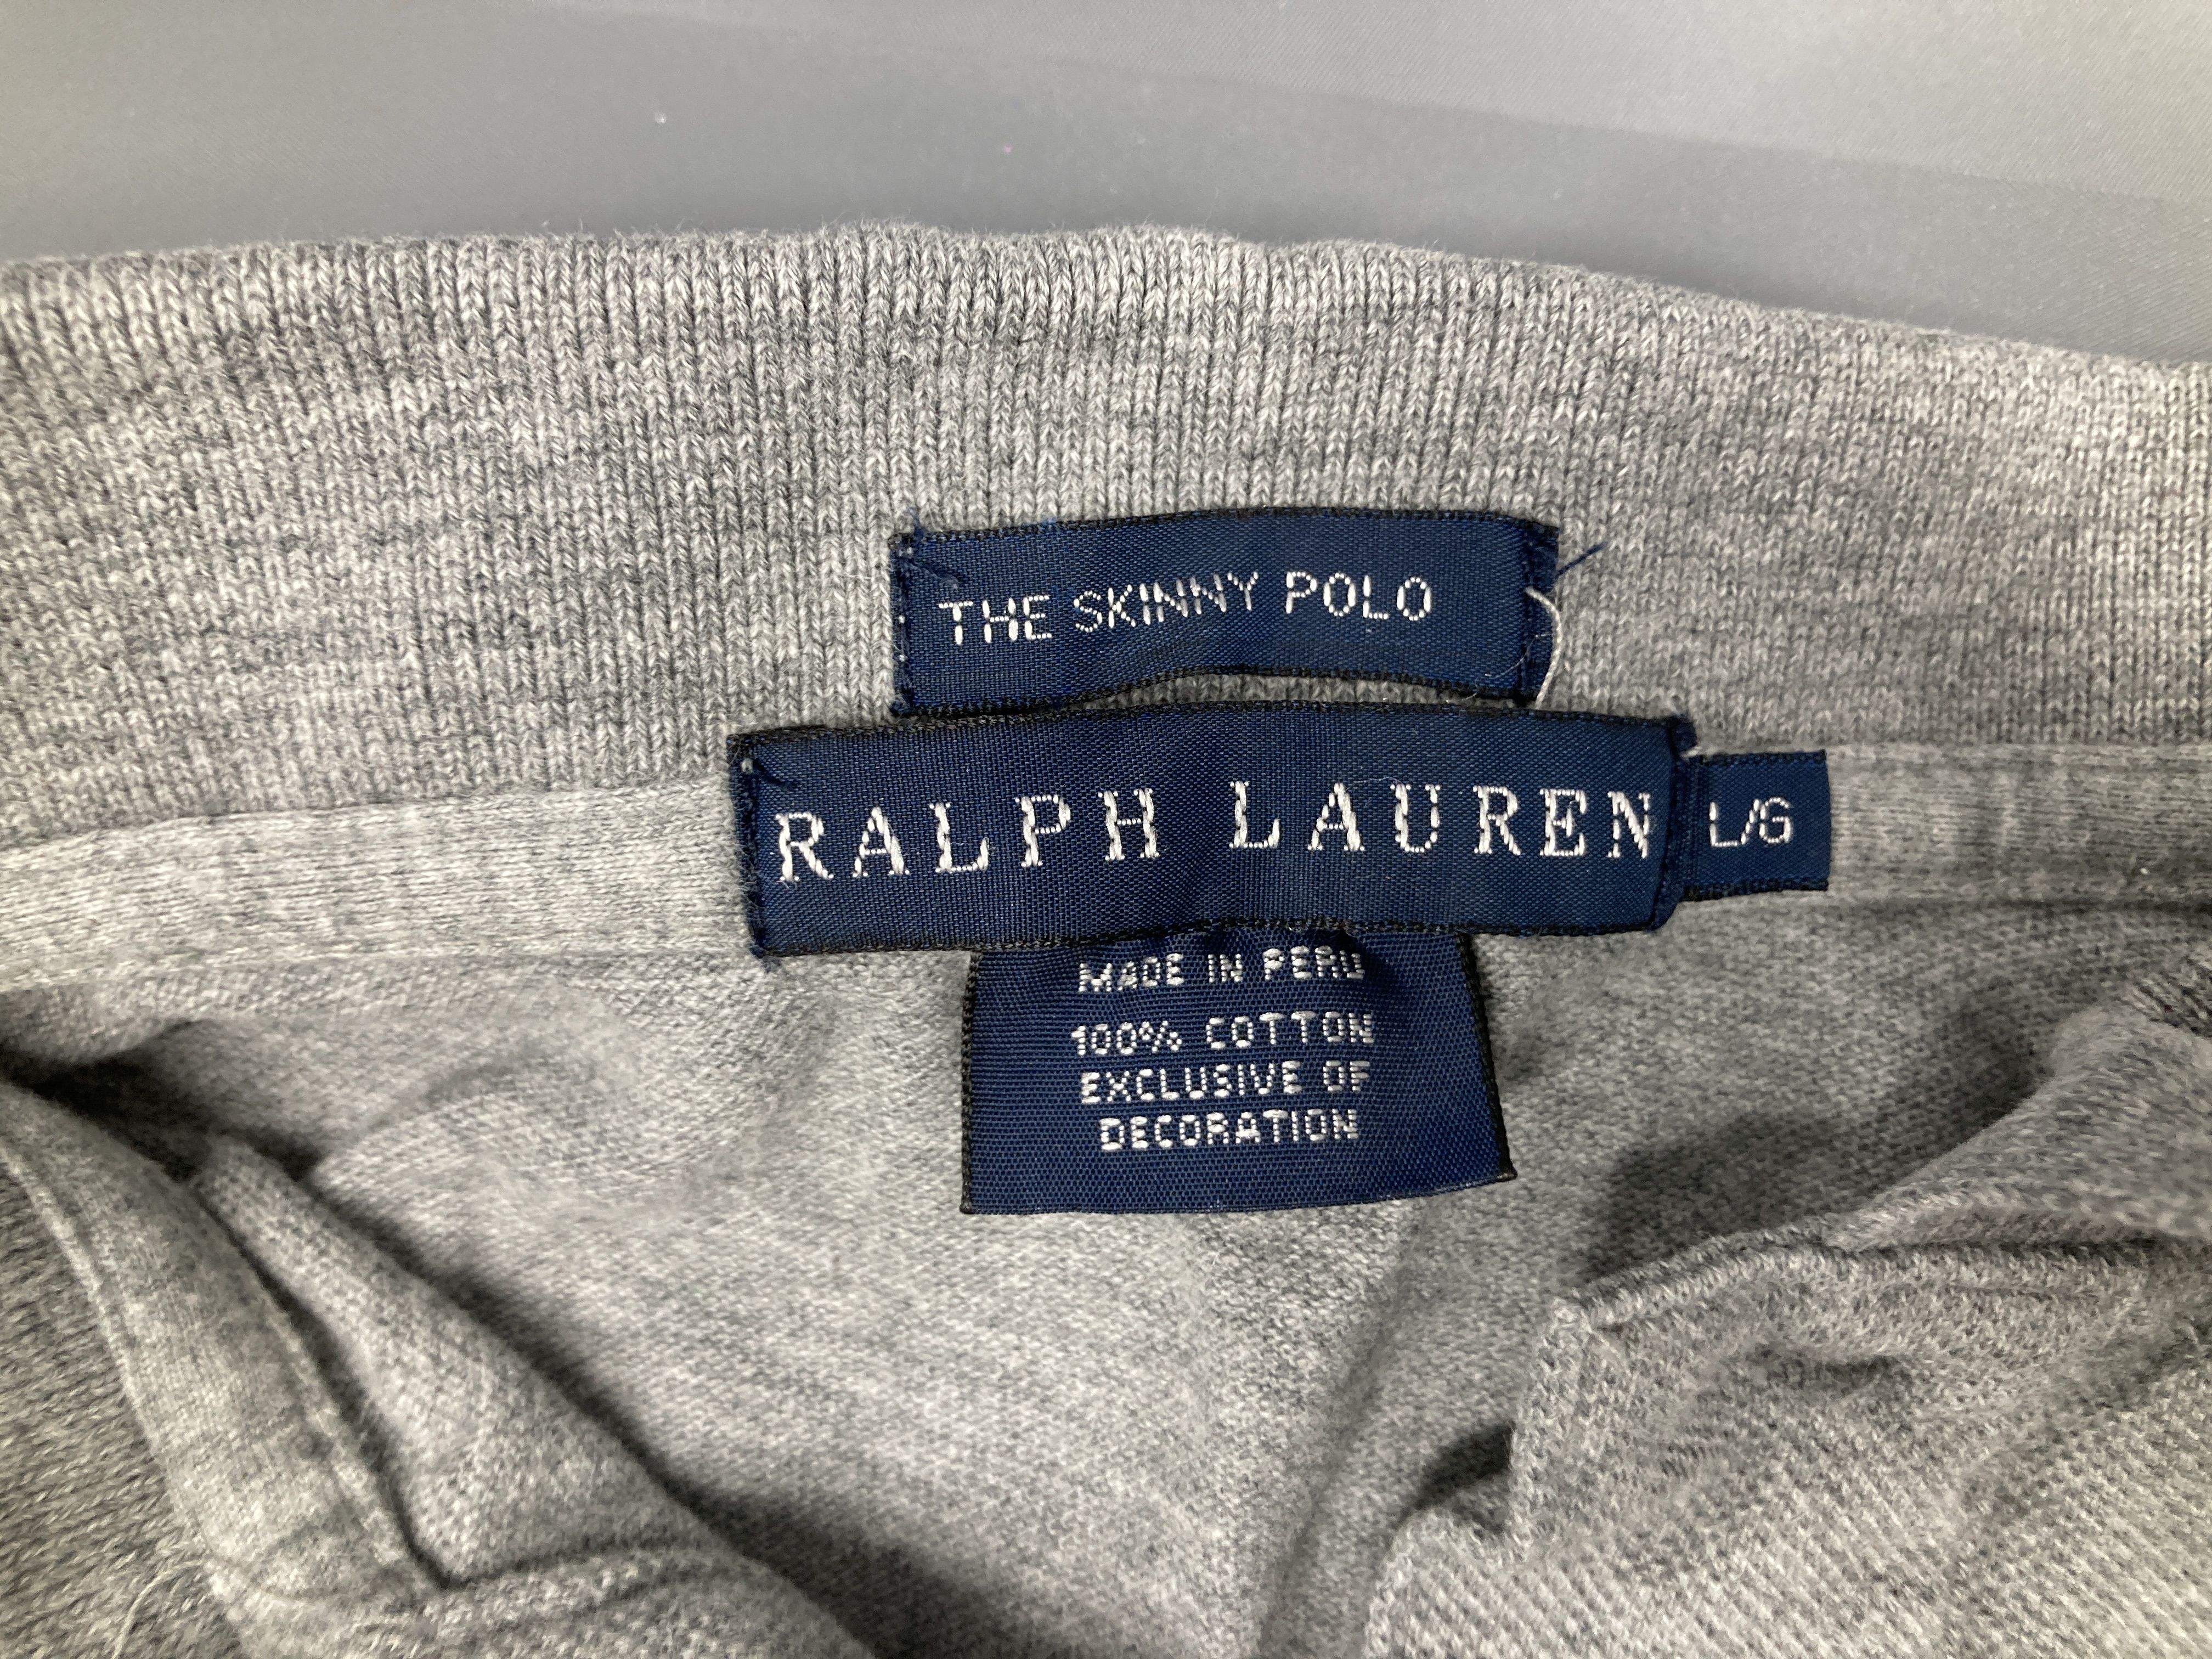 THE SKINNY POLO
RALPH LAUREN
L/G
MADE IN PERU
100% COTTON
EXCLUSIVE OF
DECORATION